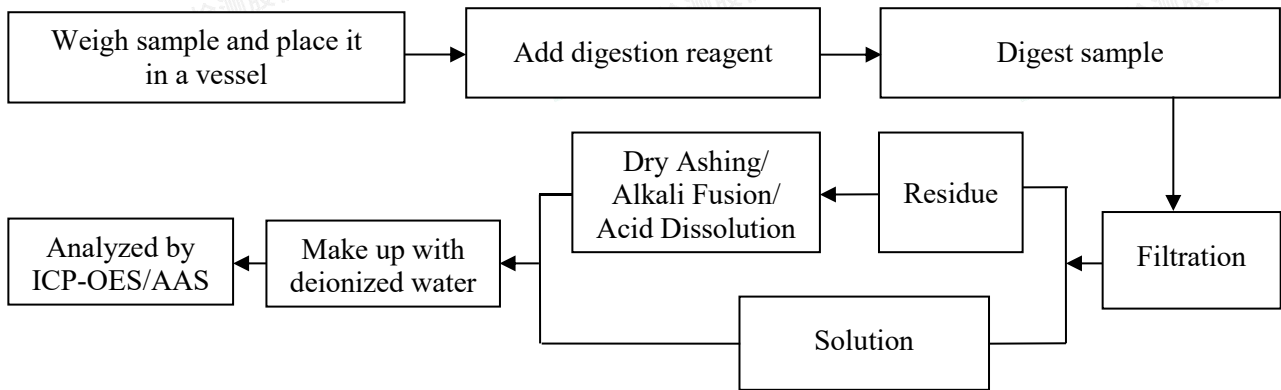 Weigh sample and place it
in a vessel
Add digestion reagent
Digest sample
Filtration
Residue
Dry Ashing/
Alkali Fusion/
Acid Dissolution
Solution
Make up with
deionized water
Analyzed by
ICP-OES/AAS